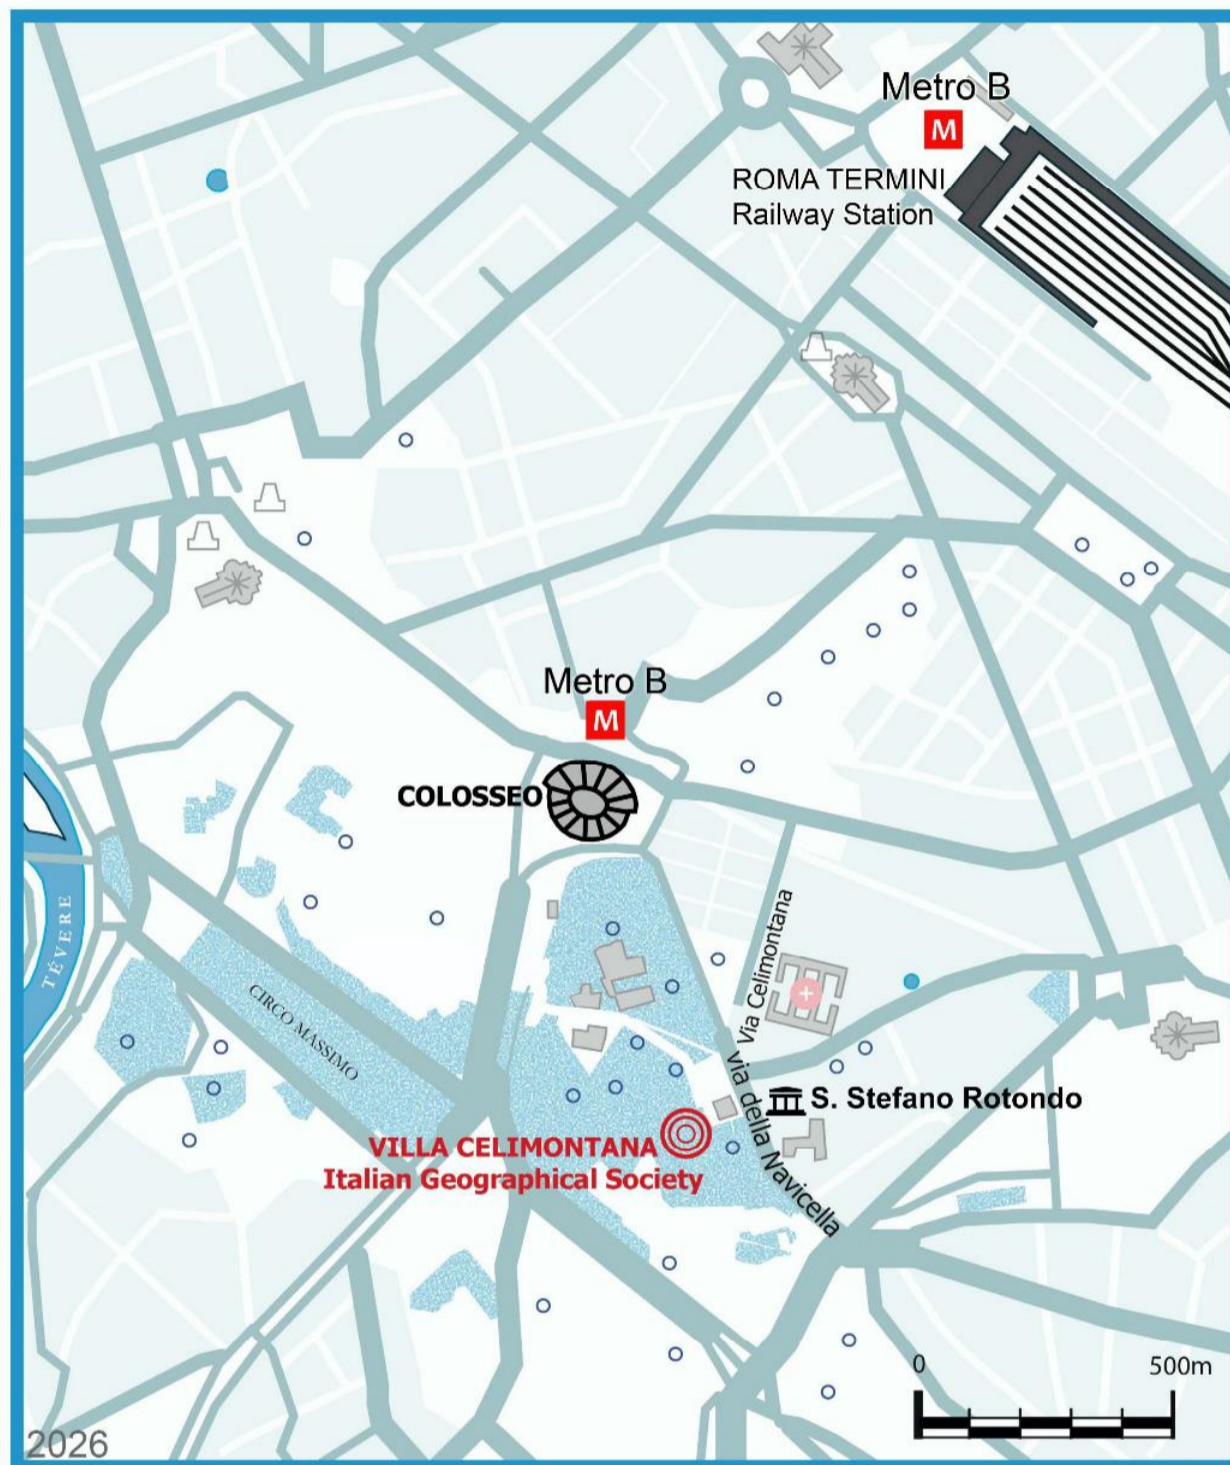 Metro B
M
ROMA TERMINI
Railway Station
Metro B
M
COLOSSEO
TÉVERE
CIRCO MASSIMO
Via Celimontana
via della Navicella
S. Stefano Rotondo
VILLA CELIMONTANA
Italian Geographical Society
0 500m
2026